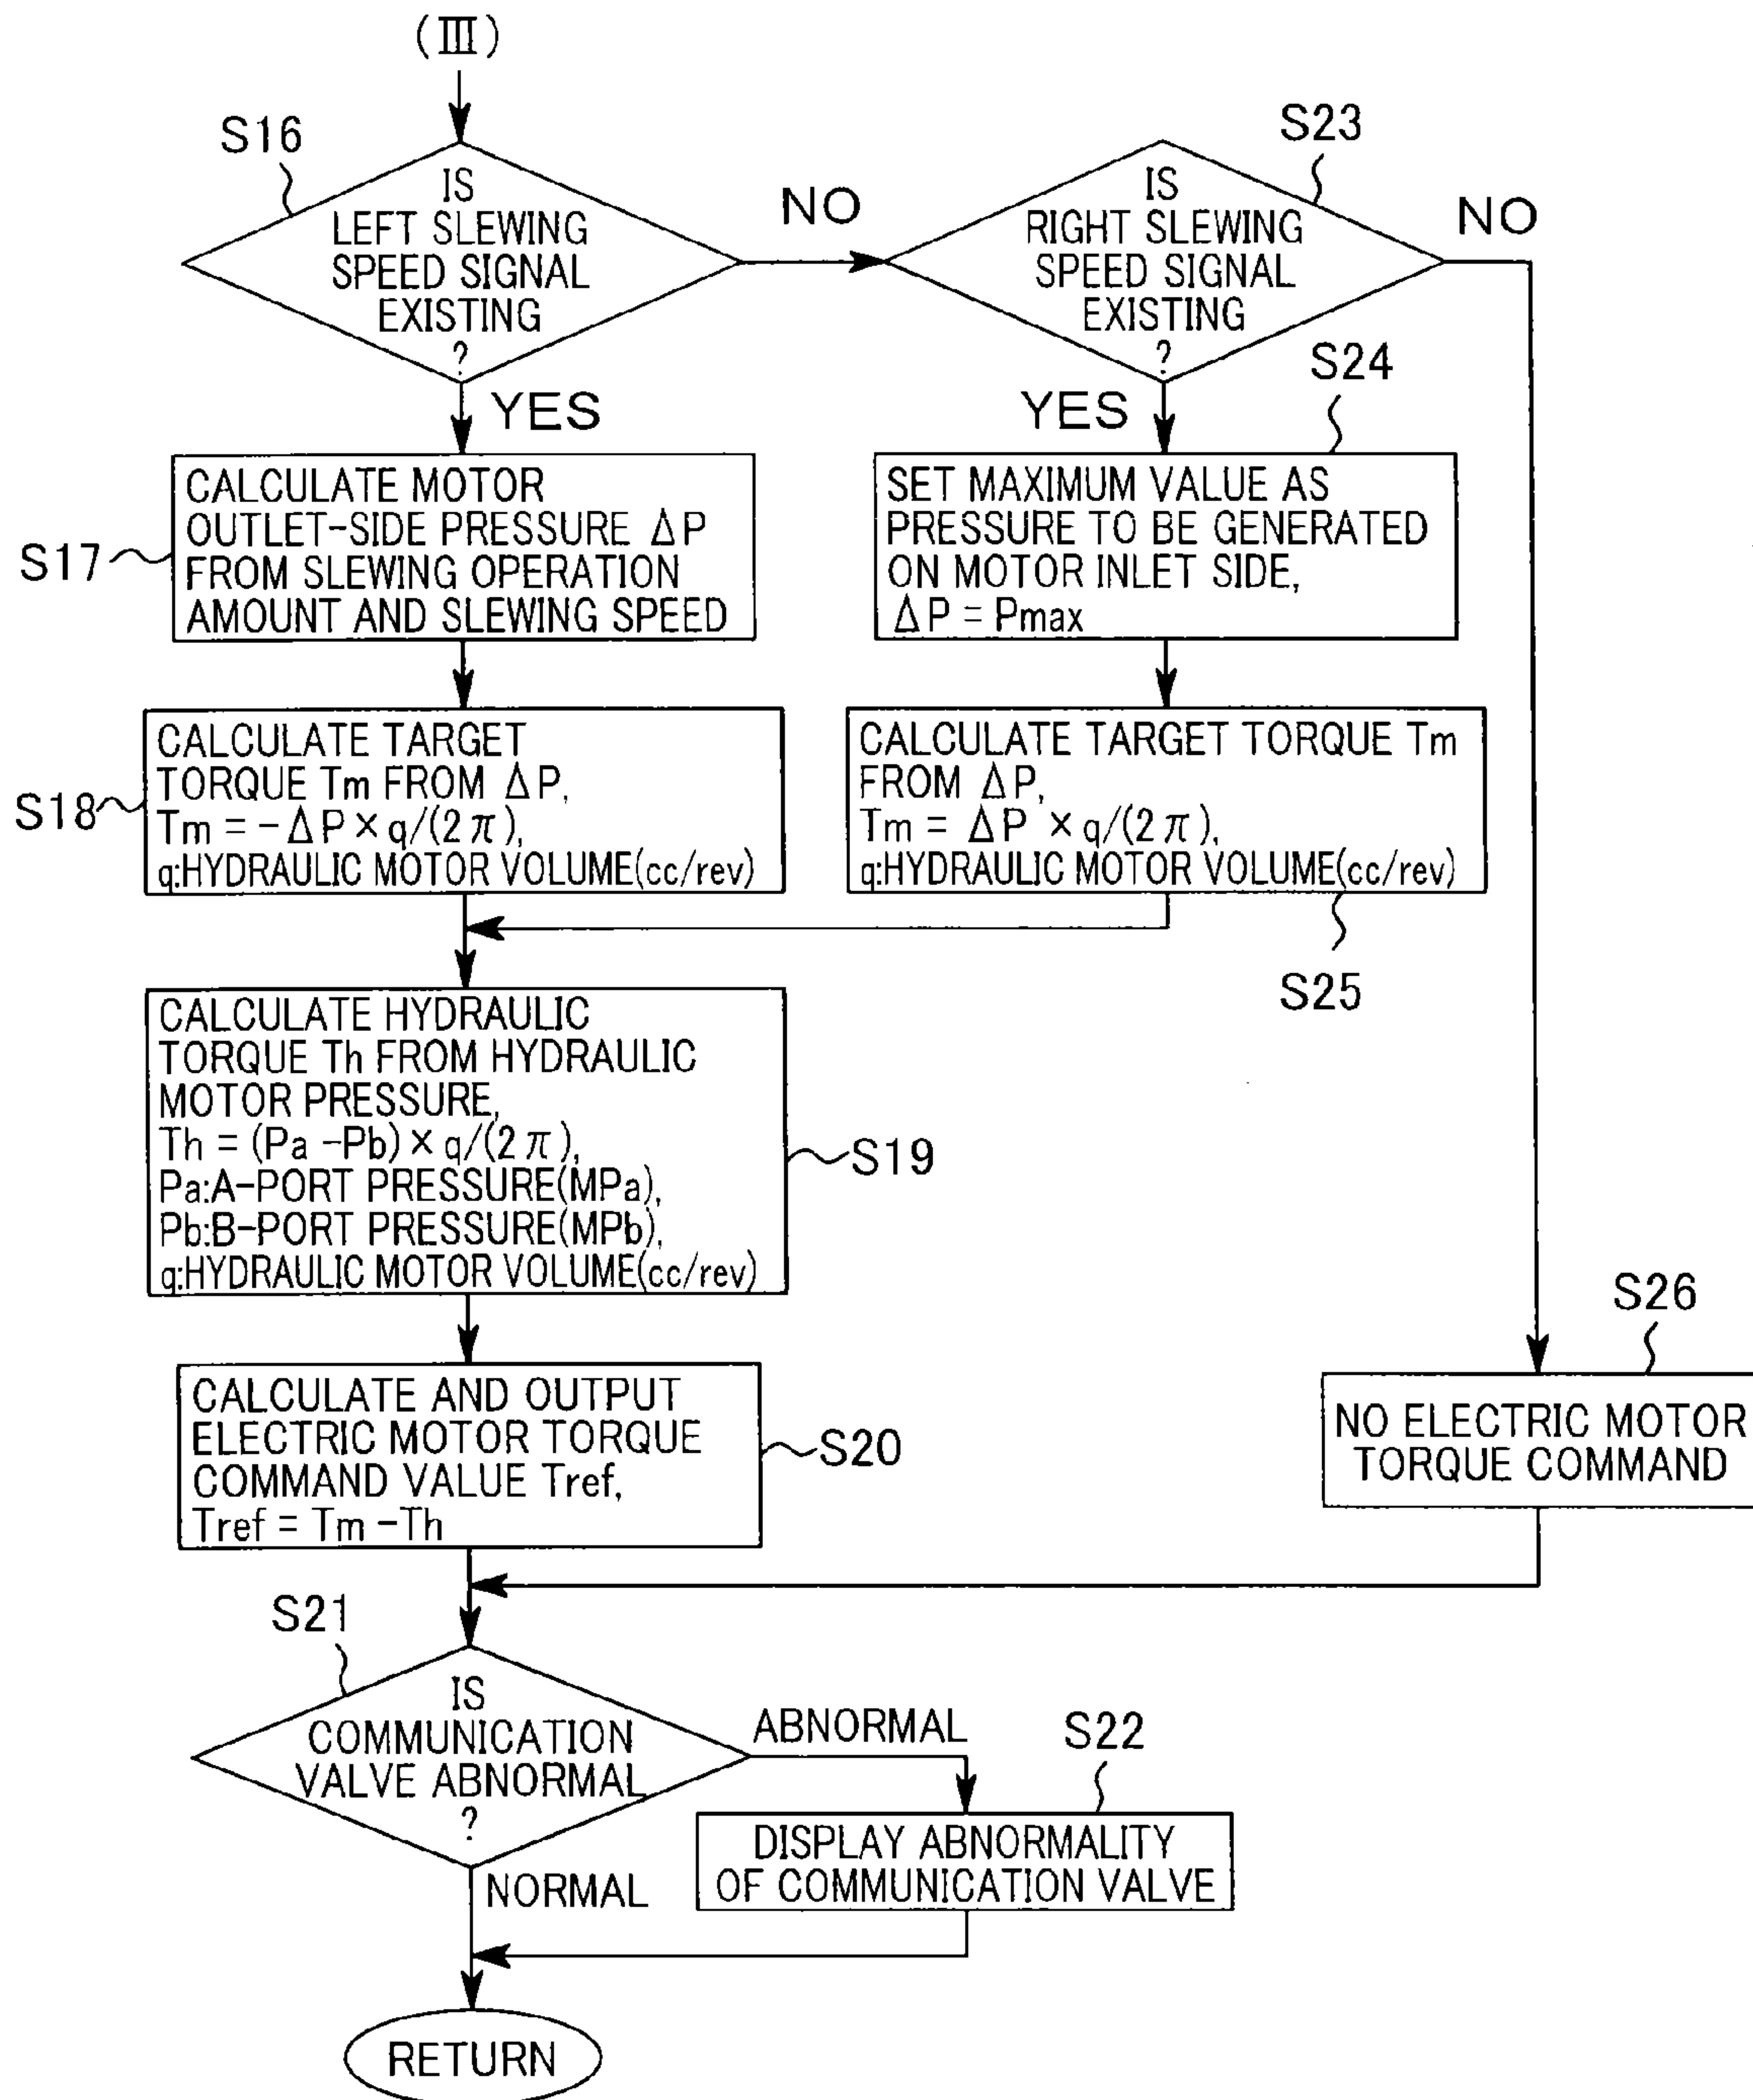 (III)
S16
IS
LEFT SLEWING
SPEED SIGNAL
EXISTING
?
NO
YES
S23
IS
RIGHT SLEWING
SPEED SIGNAL
EXISTING
?
NO
YES
S17
CALCULATE MOTOR
OUTLET-SIDE PRESSURE ΔP
FROM SLEWING OPERATION
AMOUNT AND SLEWING SPEED
S24
SET MAXIMUM VALUE AS
PRESSURE TO BE GENERATED
ON MOTOR INLET SIDE,
ΔP = Pmax
S18
CALCULATE TARGET
TORQUE Tm FROM ΔP,
Tm = -ΔP × q/(2π),
q:HYDRAULIC MOTOR VOLUME(cc/rev)
CALCULATE TARGET TORQUE Tm
FROM ΔP,
Tm = ΔP × q/(2π),
q:HYDRAULIC MOTOR VOLUME(cc/rev)
S25
CALCULATE HYDRAULIC
TORQUE Th FROM HYDRAULIC
MOTOR PRESSURE,
Th = (Pa -Pb) × q/(2π),
Pa:A-PORT PRESSURE(MPa),
Pb:B-PORT PRESSURE(MPb),
q:HYDRAULIC MOTOR VOLUME(cc/rev)
S19
CALCULATE AND OUTPUT
ELECTRIC MOTOR TORQUE
COMMAND VALUE Tref,
Tref = Tm -Th
S20
S26
NO ELECTRIC MOTOR
TORQUE COMMAND
S21
IS
COMMUNICATION
VALVE ABNORMAL
?
ABNORMAL
NORMAL
S22
DISPLAY ABNORMALITY
OF COMMUNICATION VALVE
RETURN